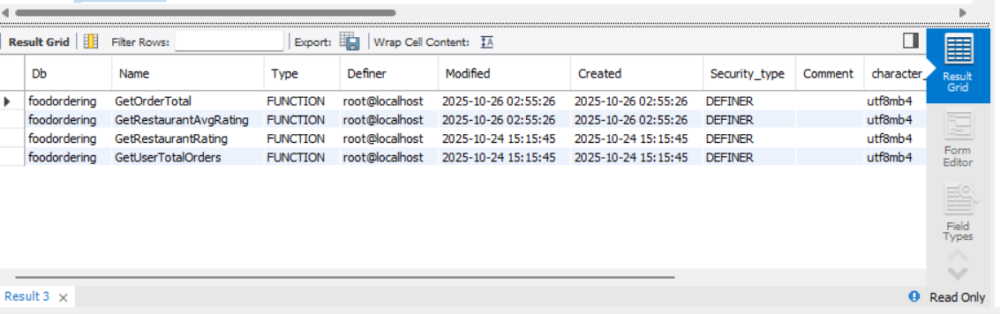 Result Grid Filter Rows: Export: Wrap Cell Content: IA
Db Name Type Definer Modified Created Security_type Comment character_
foodordering GetOrderTotal FUNCTION root@localhost 2025-10-26 02:55:26 2025-10-26 02:55:26 DEFINER utf8mb4
foodordering GetRestaurantAvgRating FUNCTION root@localhost 2025-10-26 02:55:26 2025-10-26 02:55:26 DEFINER utf8mb4
foodordering GetRestaurantRating FUNCTION root@localhost 2025-10-24 15:15:45 2025-10-24 15:15:45 DEFINER utf8mb4
foodordering GetUserTotalOrders FUNCTION root@localhost 2025-10-24 15:15:45 2025-10-24 15:15:45 DEFINER utf8mb4
Result
Grid
Form
Editor
Field
Types
Result 3
Read Only